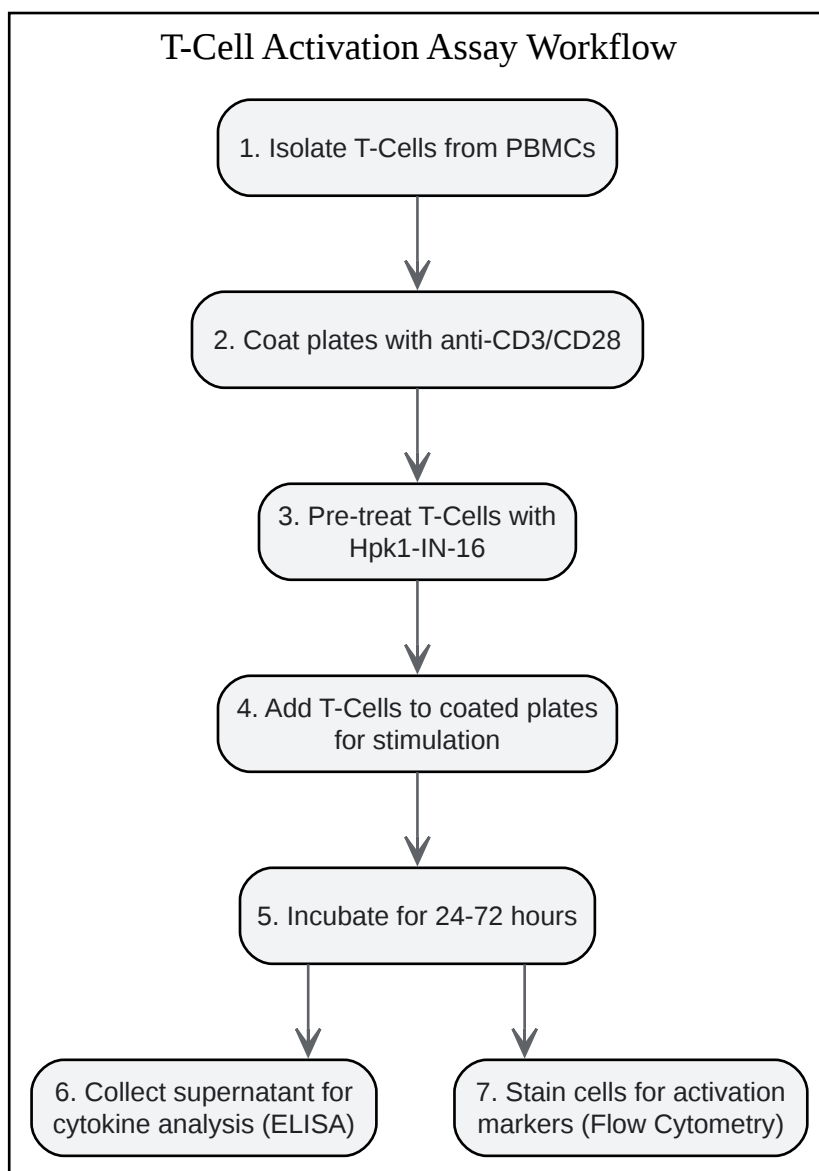 T-Cell Activation Assay Workflow
1. Isolate T-Cells from PBMCs
2. Coat plates with anti-CD3/CD28
3. Pre-treat T-Cells with
Hpk1-IN-16
4. Add T-Cells to coated plates
for stimulation
5. Incubate for 24-72 hours
6. Collect supernatant for
cytokine analysis (ELISA)
7. Stain cells for activation
markers (Flow Cytometry)